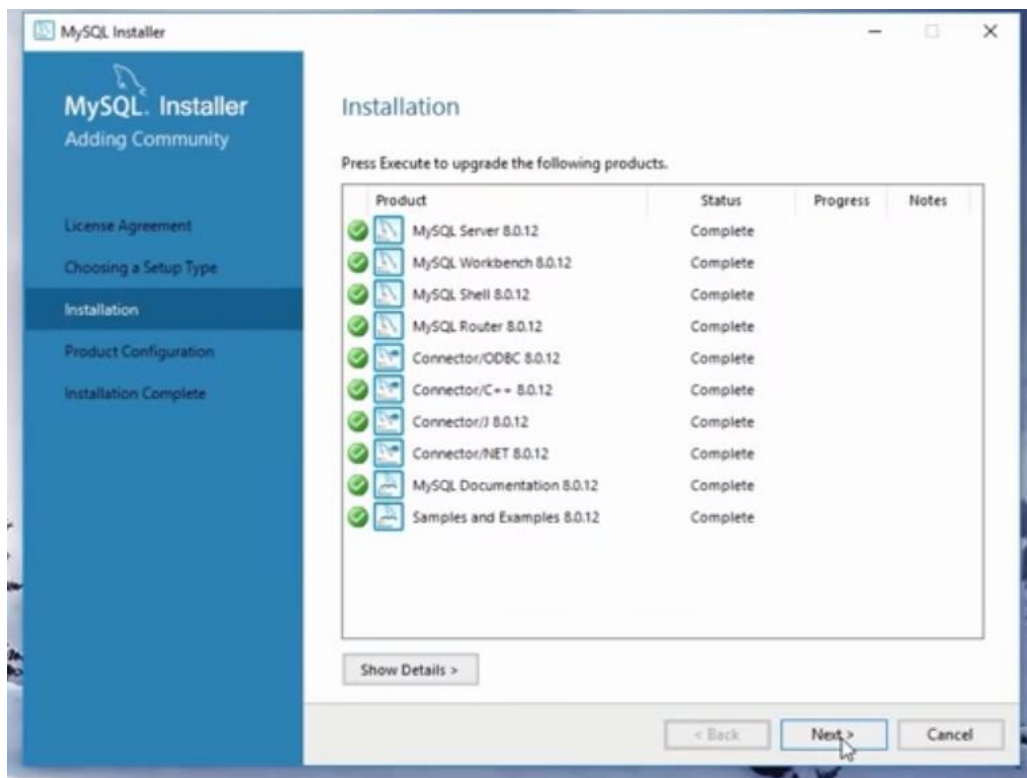 MySQL Installer
MySQL. Installer
Adding Community
License Agreement
Choosing a Setup Type
Installation
Product Configuration
Installation Complete
Installation
Press Execute to upgrade the following products.
Product Status Progress Notes
MySQL Server 8.0.12 Complete
MySQL Workbench 8.0.12 Complete
MySQL Shell 8.0.12 Complete
MySQL Router 8.0.12 Complete
Connector/ODBC 8.0.12 Complete
Connector/C++ 8.0.12 Complete
Connector/J 8.0.12 Complete
Connector/NET 8.0.12 Complete
MySQL Documentation 8.0.12 Complete
Samples and Examples 8.0.12 Complete
Show Details >
< Back Next > Cancel